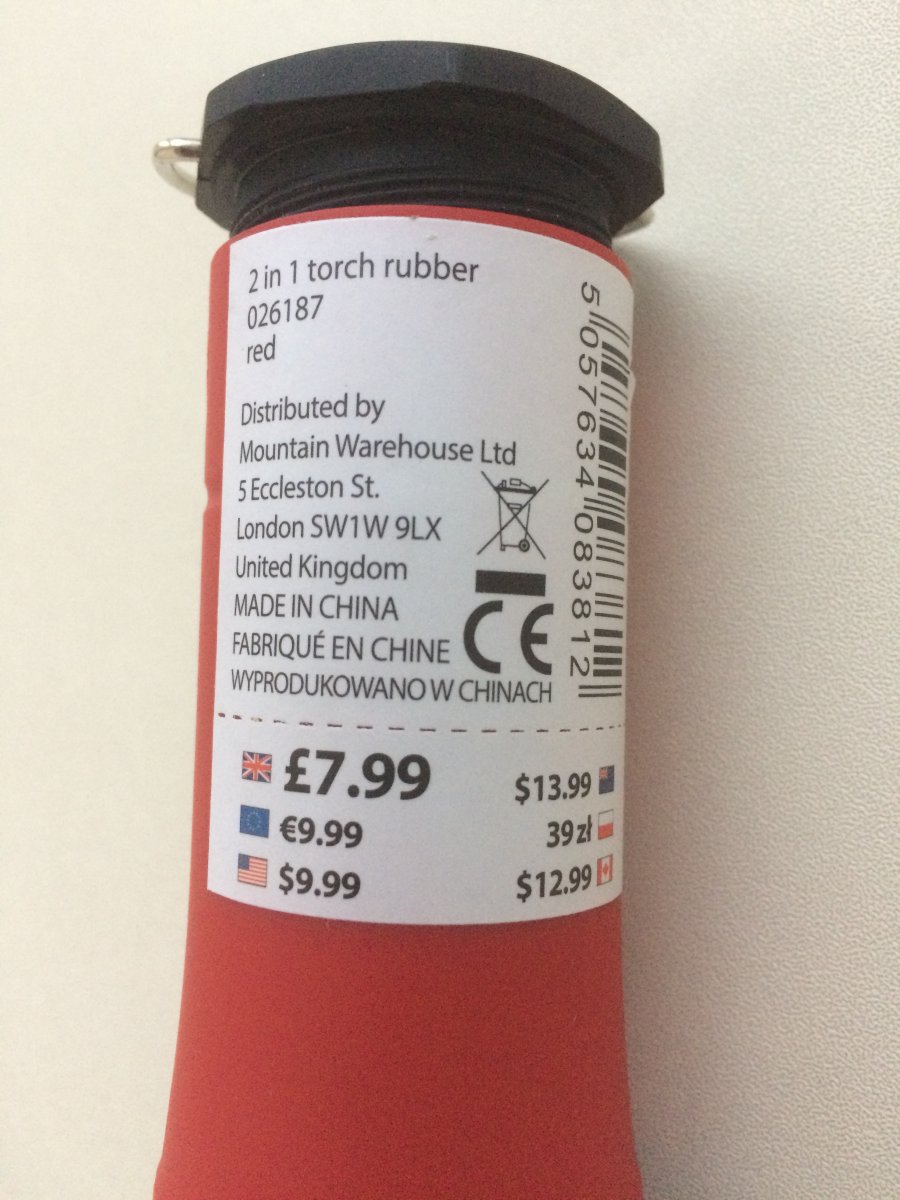 2 in 1 torch rubber
026187
red
Distributed by
Mountain Warehouse Ltd
5 Eccleston St.
London SW1W 9LX
United Kingdom
MADE IN CHINA
FABRIQUÉ EN CHINE
WYPRODUKOWANO W CHINACH
CE
5 057634 083812
£7.99
€9.99
$9.99
$13.99
39 zł
$12.99